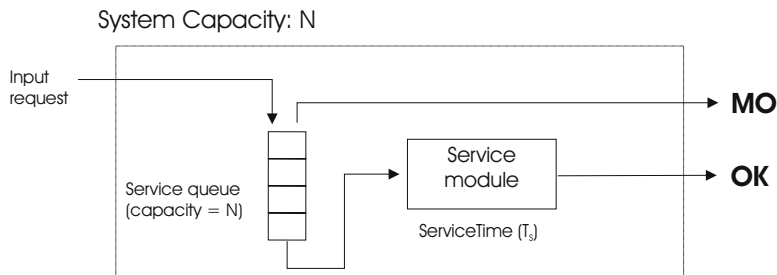 System Capacity: N
Input
request
MO
Service
module
OK
Service queue
(capacity = N)
ServiceTime (Ts)